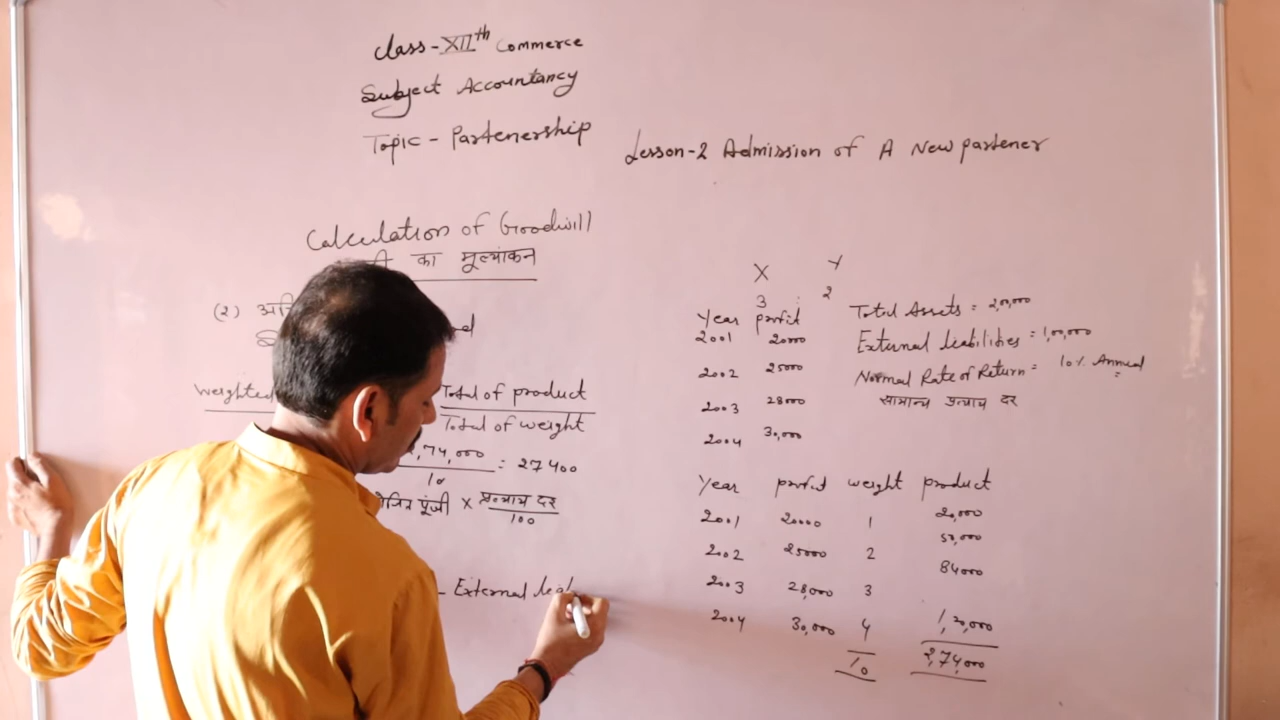 Class-XIIth Commerce
Subject Accountancy
Topic - Partenership
Lesson-2 Admission of A New partener
Calculation of Goodwill
का मूल्यांकन
(२)
Weighted
Total of product
Total of weight
,74,000
10
= 27400
पूंजी × प्रत्याय दर
100
- External
X Y
3 : 2
Year profit
2001 20000
2002 25000
2003 28000
2004 30,000
Total Assets = 2,00,000
External liabilities = 1,00,000
Normal Rate of Return = 10% Annual
सामान्य प्रत्याय दर
Year profit weight product
2001 20000 1 20,000
2002 25000 2 50,000
2003 28,000 3 84000
2004 30,000 4 1,20,000
10 2,74,000